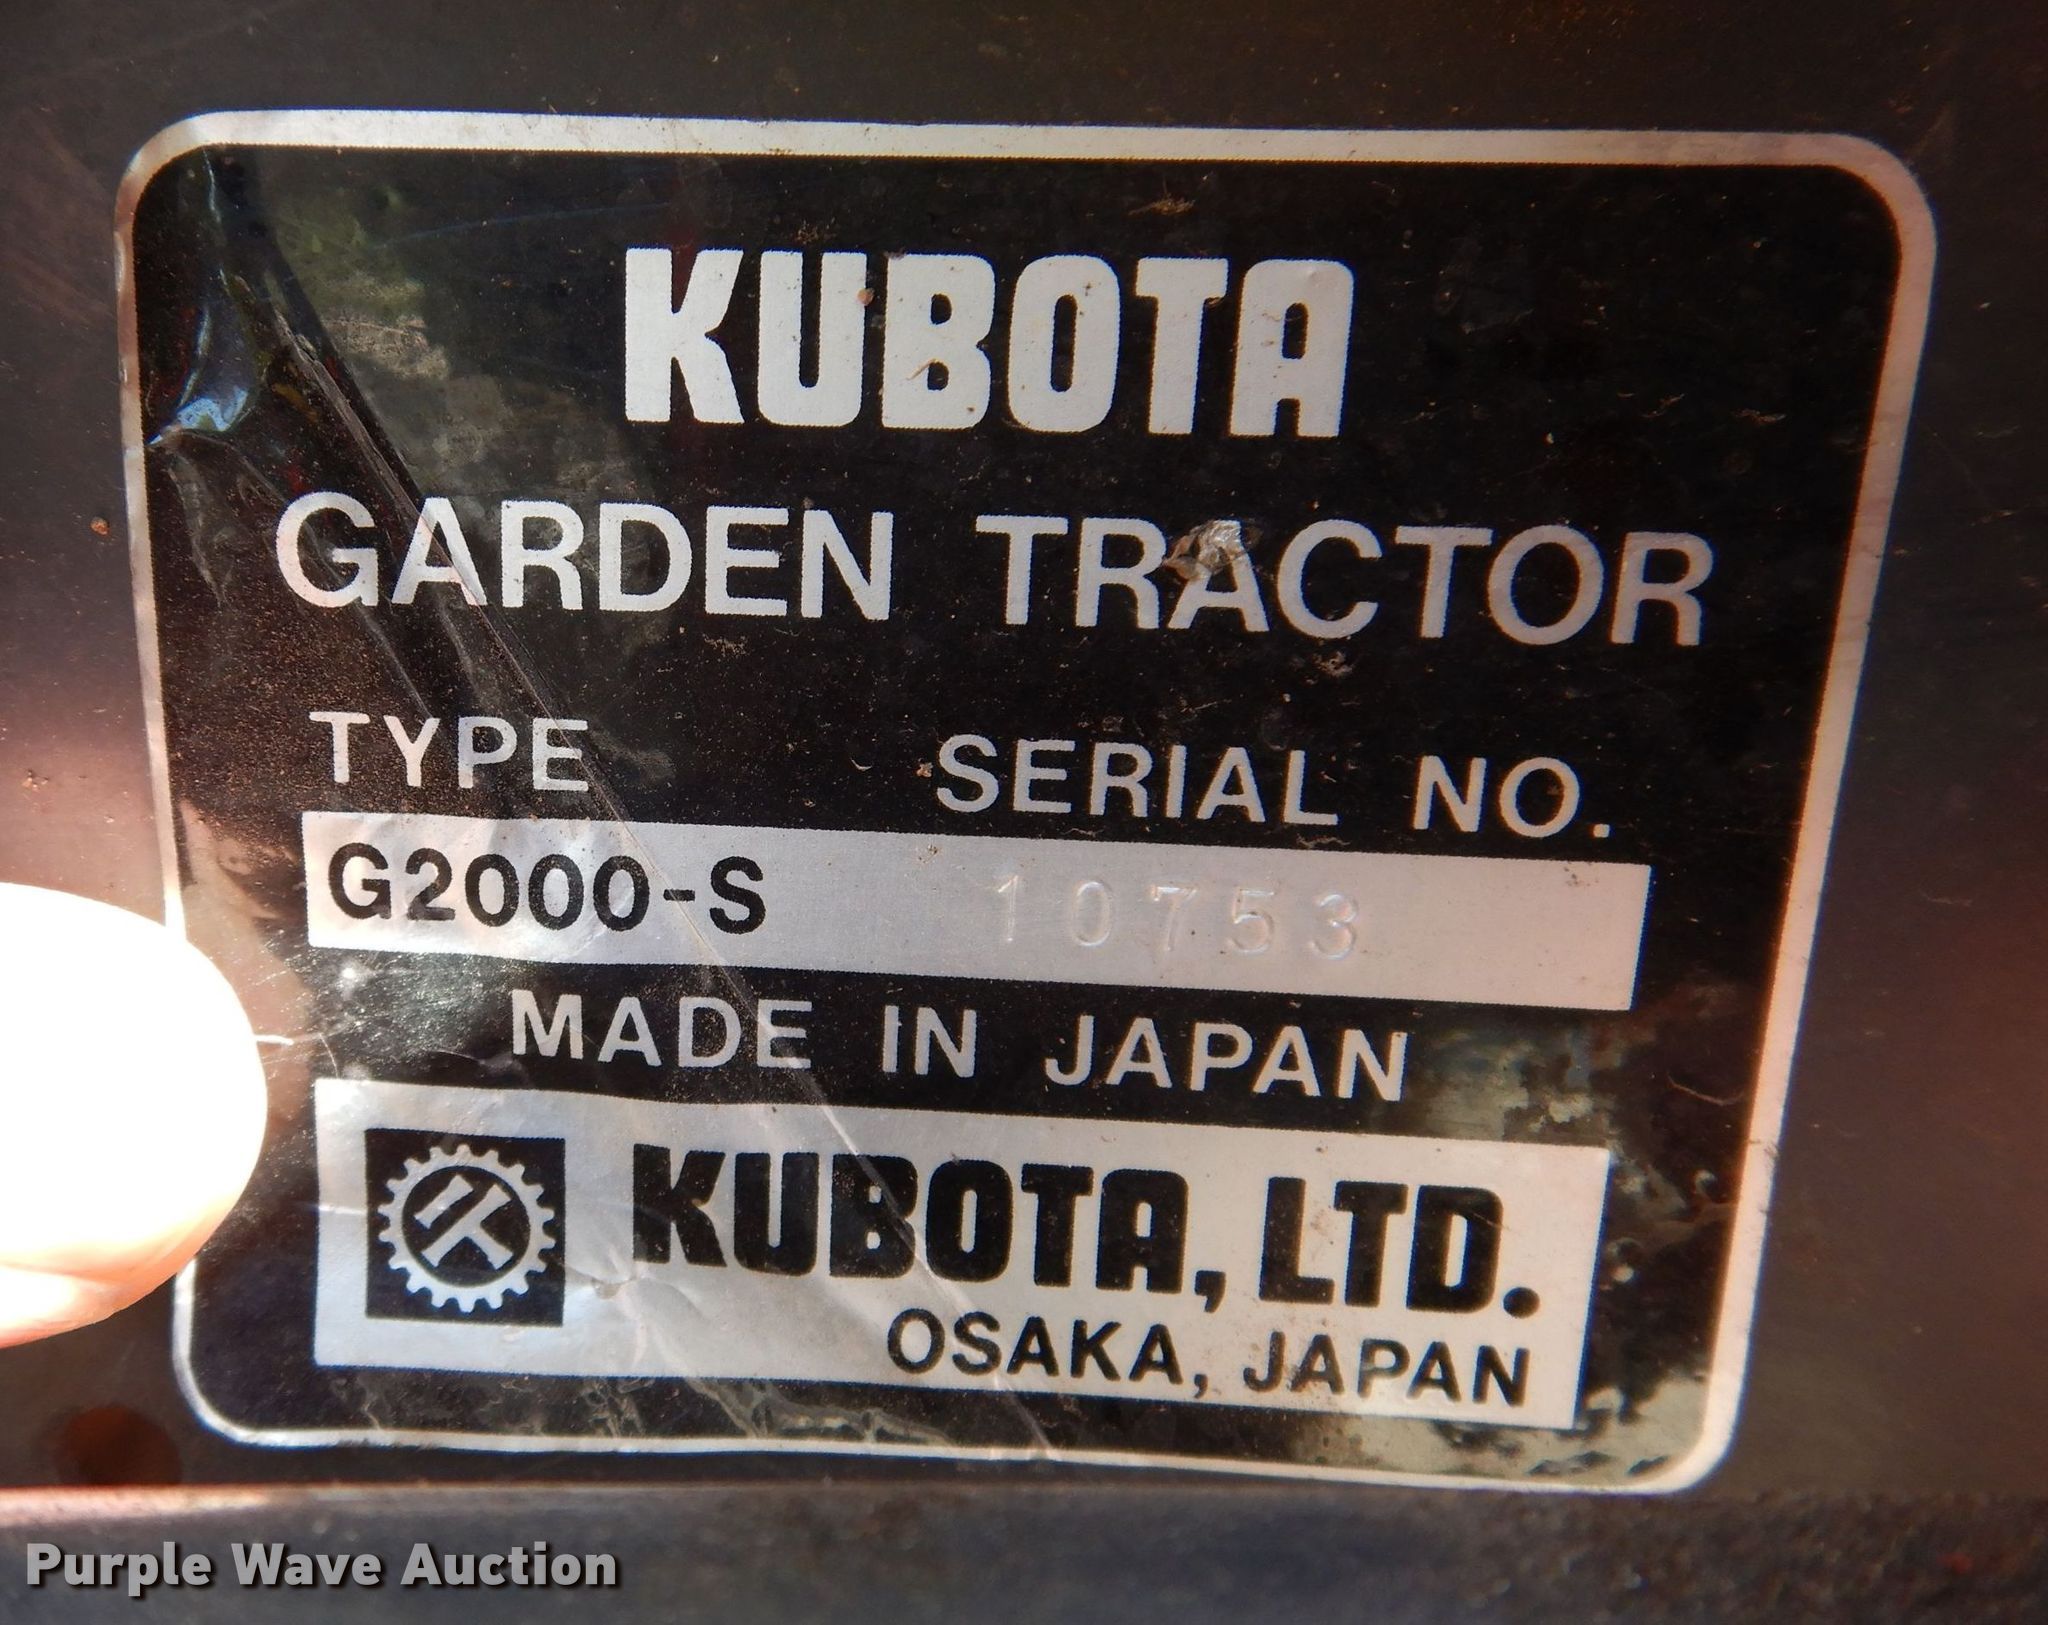 KUBOTA
GARDEN TRACTOR
TYPE SERIAL NO.
G2000-S 10753
MADE IN JAPAN
KUBOTA, LTD.
OSAKA, JAPAN
Purple Wave Auction